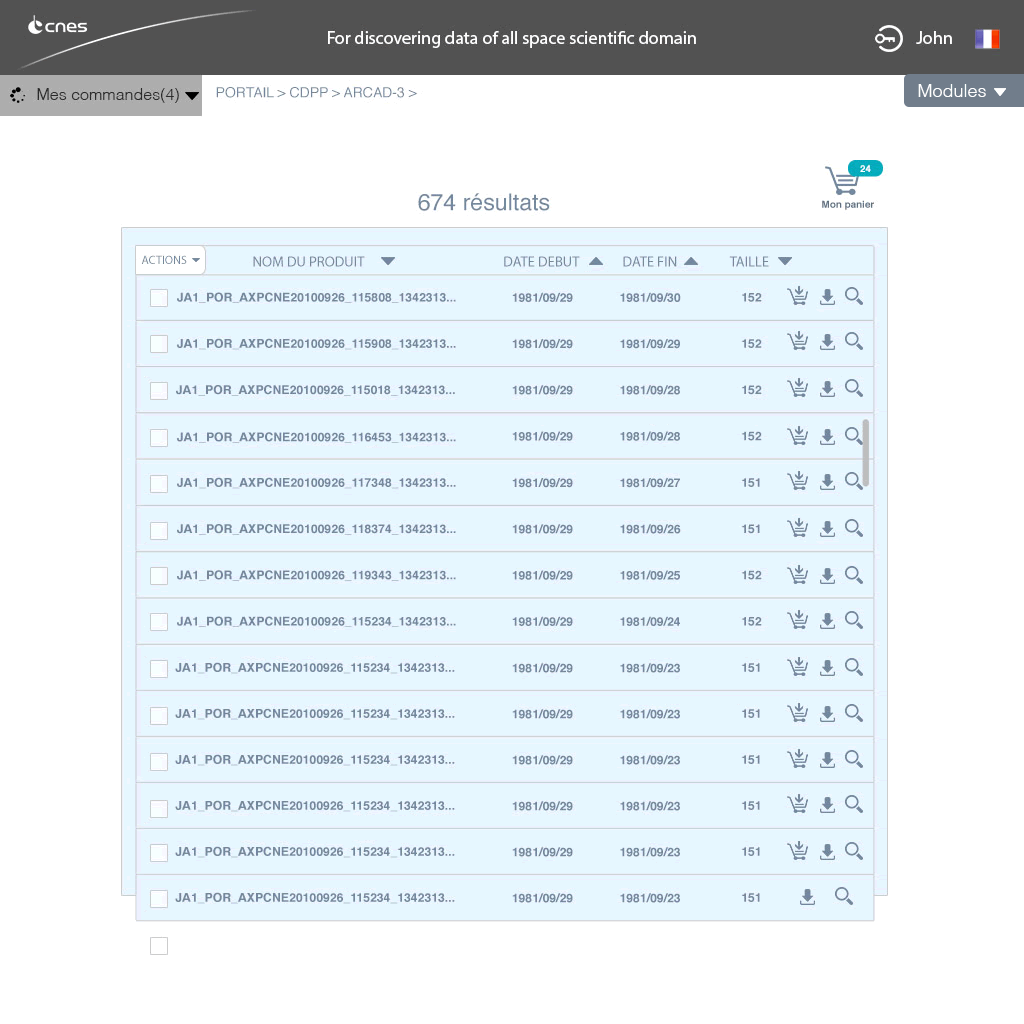 cnes
For discovering data of all space scientific domain
John
Mes commandes(4)
PORTAIL > CDPP > ARCAD-3 >
Modules
24
Mon panier
674 résultats
ACTIONS NOM DU PRODUIT DATE DEBUT DATE FIN TAILLE
JA1_POR_AXPCNE20100926_115808_1342313... 1981/09/29 1981/09/30 152
JA1_POR_AXPCNE20100926_115908_1342313... 1981/09/29 1981/09/29 152
JA1_POR_AXPCNE20100926_115018_1342313... 1981/09/29 1981/09/28 152
JA1_POR_AXPCNE20100926_116453_1342313... 1981/09/29 1981/09/28 152
JA1_POR_AXPCNE20100926_117348_1342313... 1981/09/29 1981/09/27 151
JA1_POR_AXPCNE20100926_118374_1342313... 1981/09/29 1981/09/26 151
JA1_POR_AXPCNE20100926_119343_1342313... 1981/09/29 1981/09/25 152
JA1_POR_AXPCNE20100926_115234_1342313... 1981/09/29 1981/09/24 152
JA1_POR_AXPCNE20100926_115234_1342313... 1981/09/29 1981/09/23 151
JA1_POR_AXPCNE20100926_115234_1342313... 1981/09/29 1981/09/23 151
JA1_POR_AXPCNE20100926_115234_1342313... 1981/09/29 1981/09/23 151
JA1_POR_AXPCNE20100926_115234_1342313... 1981/09/29 1981/09/23 151
JA1_POR_AXPCNE20100926_115234_1342313... 1981/09/29 1981/09/23 151
JA1_POR_AXPCNE20100926_115234_1342313... 1981/09/29 1981/09/23 151